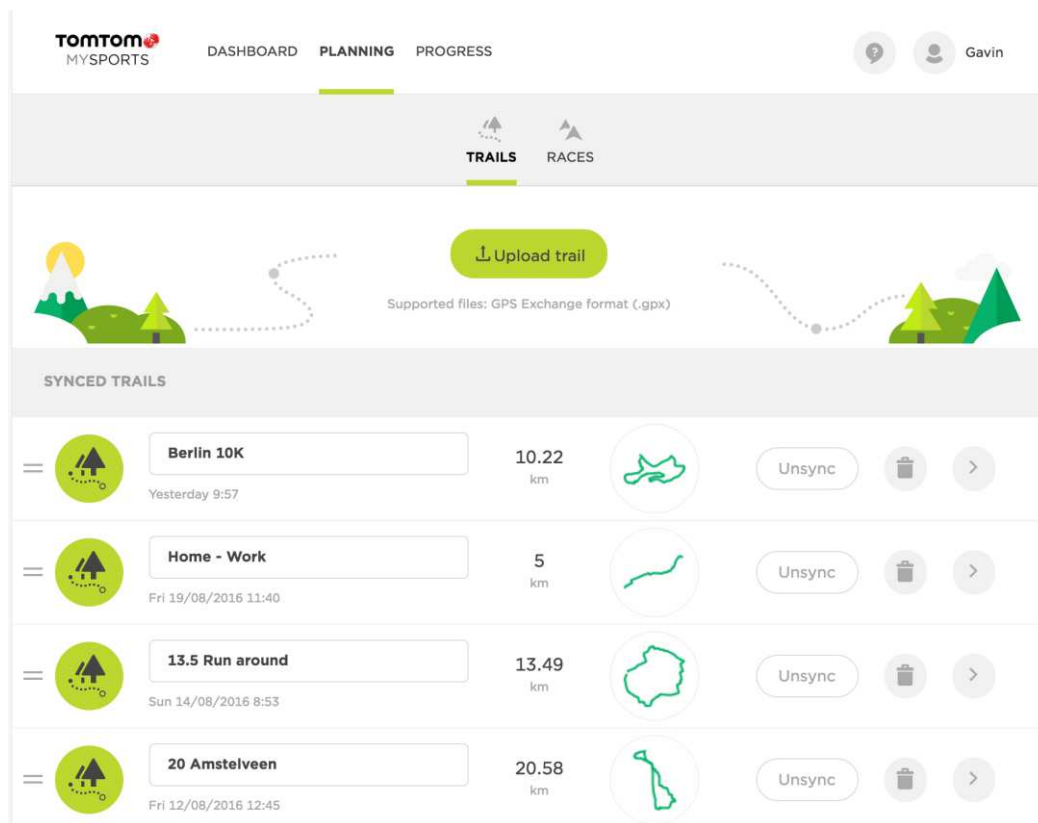 TOMTOM
MYSPORTS
DASHBOARD PLANNING PROGRESS
? Gavin
TRAILS RACES
Upload trail
Supported files: GPS Exchange format (.gpx)
SYNCED TRAILS
Berlin 10K
10.22
km
Unsync
Yesterday 9:57
Home - Work
5
km
Unsync
Fri 19/08/2016 11:40
13.5 Run around
13.49
km
Unsync
Sun 14/08/2016 8:53
20 Amstelveen
20.58
km
Unsync
Fri 12/08/2016 12:45